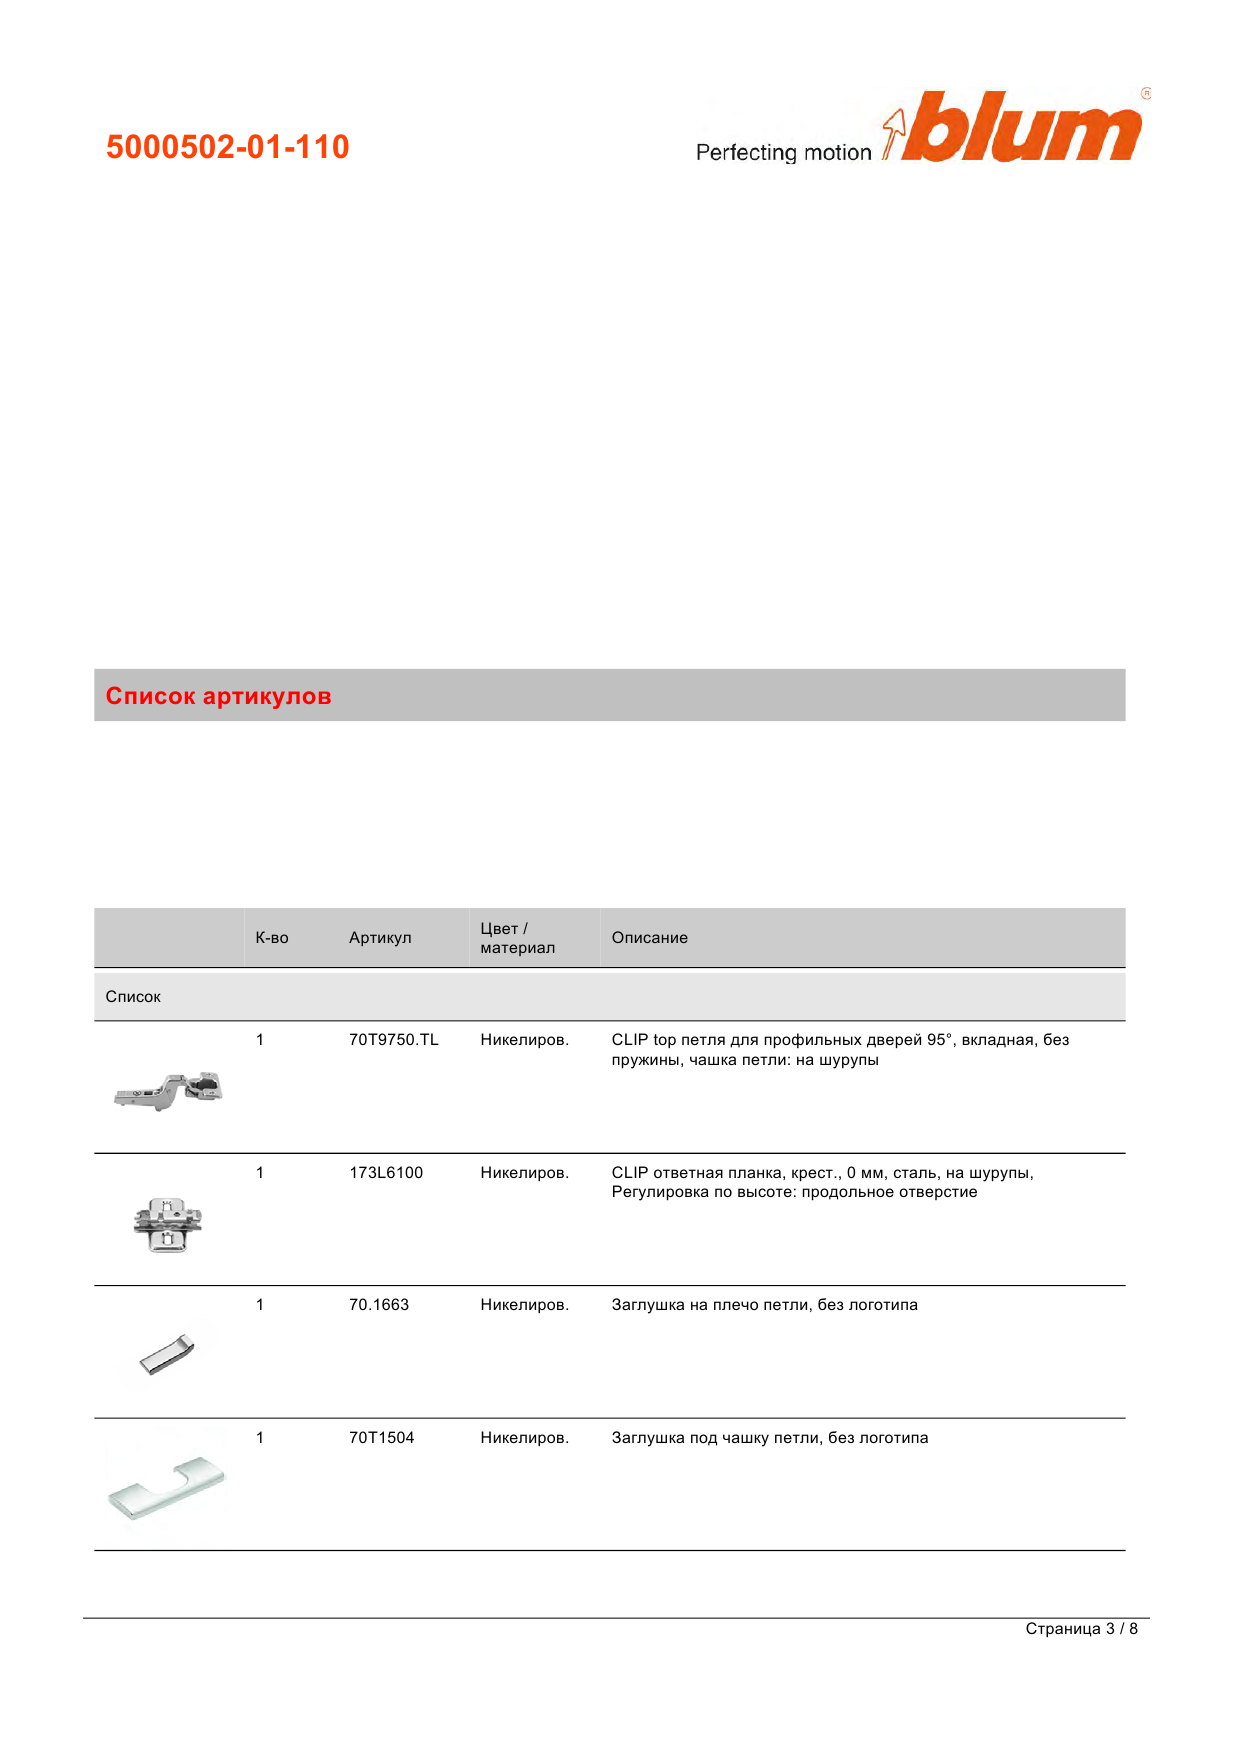 5000502-01-110
Perfecting motion blum®
Список артикулов
К-во
Артикул
Цвет /
материал
Описание
Список
1 70T9750.TL Никелиров. CLIP top петля для профильных дверей 95°, вкладная, без
пружины, чашка петли: на шурупы
1 173L6100 Никелиров. CLIP ответная планка, крест., 0 мм, сталь, на шурупы,
Регулировка по высоте: продольное отверстие
1 70.1663 Никелиров. Заглушка на плечо петли, без логотипа
1 70T1504 Никелиров. Заглушка под чашку петли, без логотипа
Страница 3 / 8